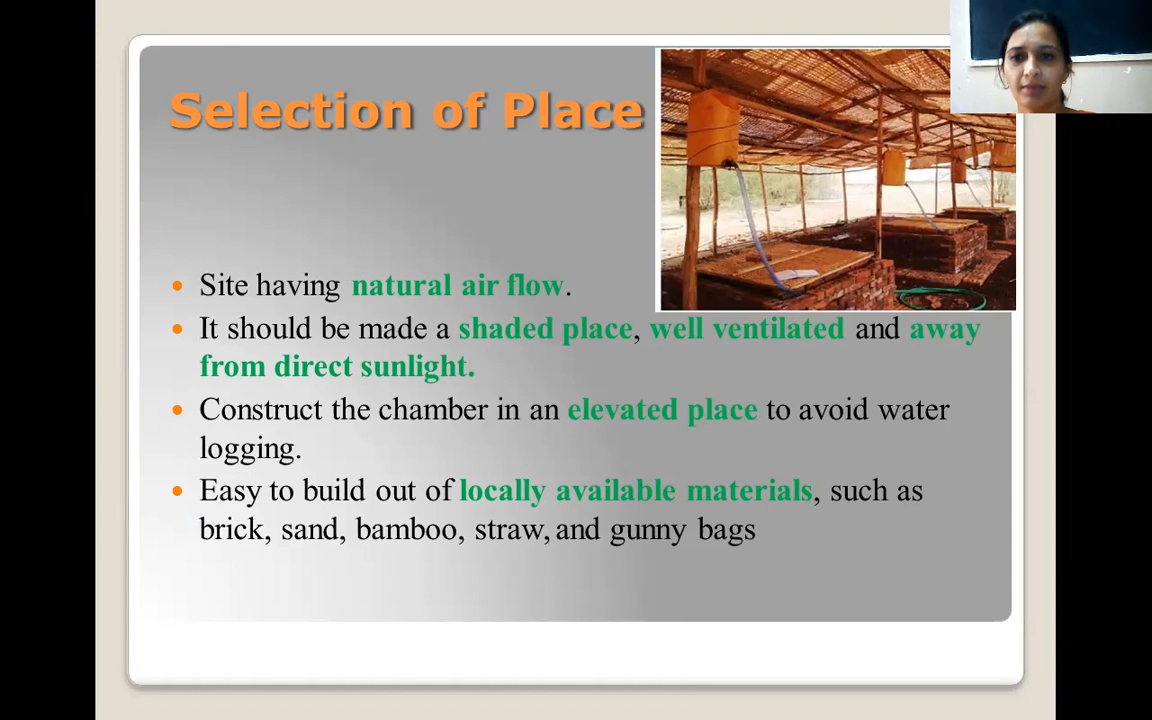 Selection of Place
Site having natural air flow.
It should be made a shaded place, well ventilated and away
from direct sunlight.
Construct the chamber in an elevated place to avoid water
logging.
Easy to build out of locally available materials, such as
brick, sand, bamboo, straw, and gunny bags